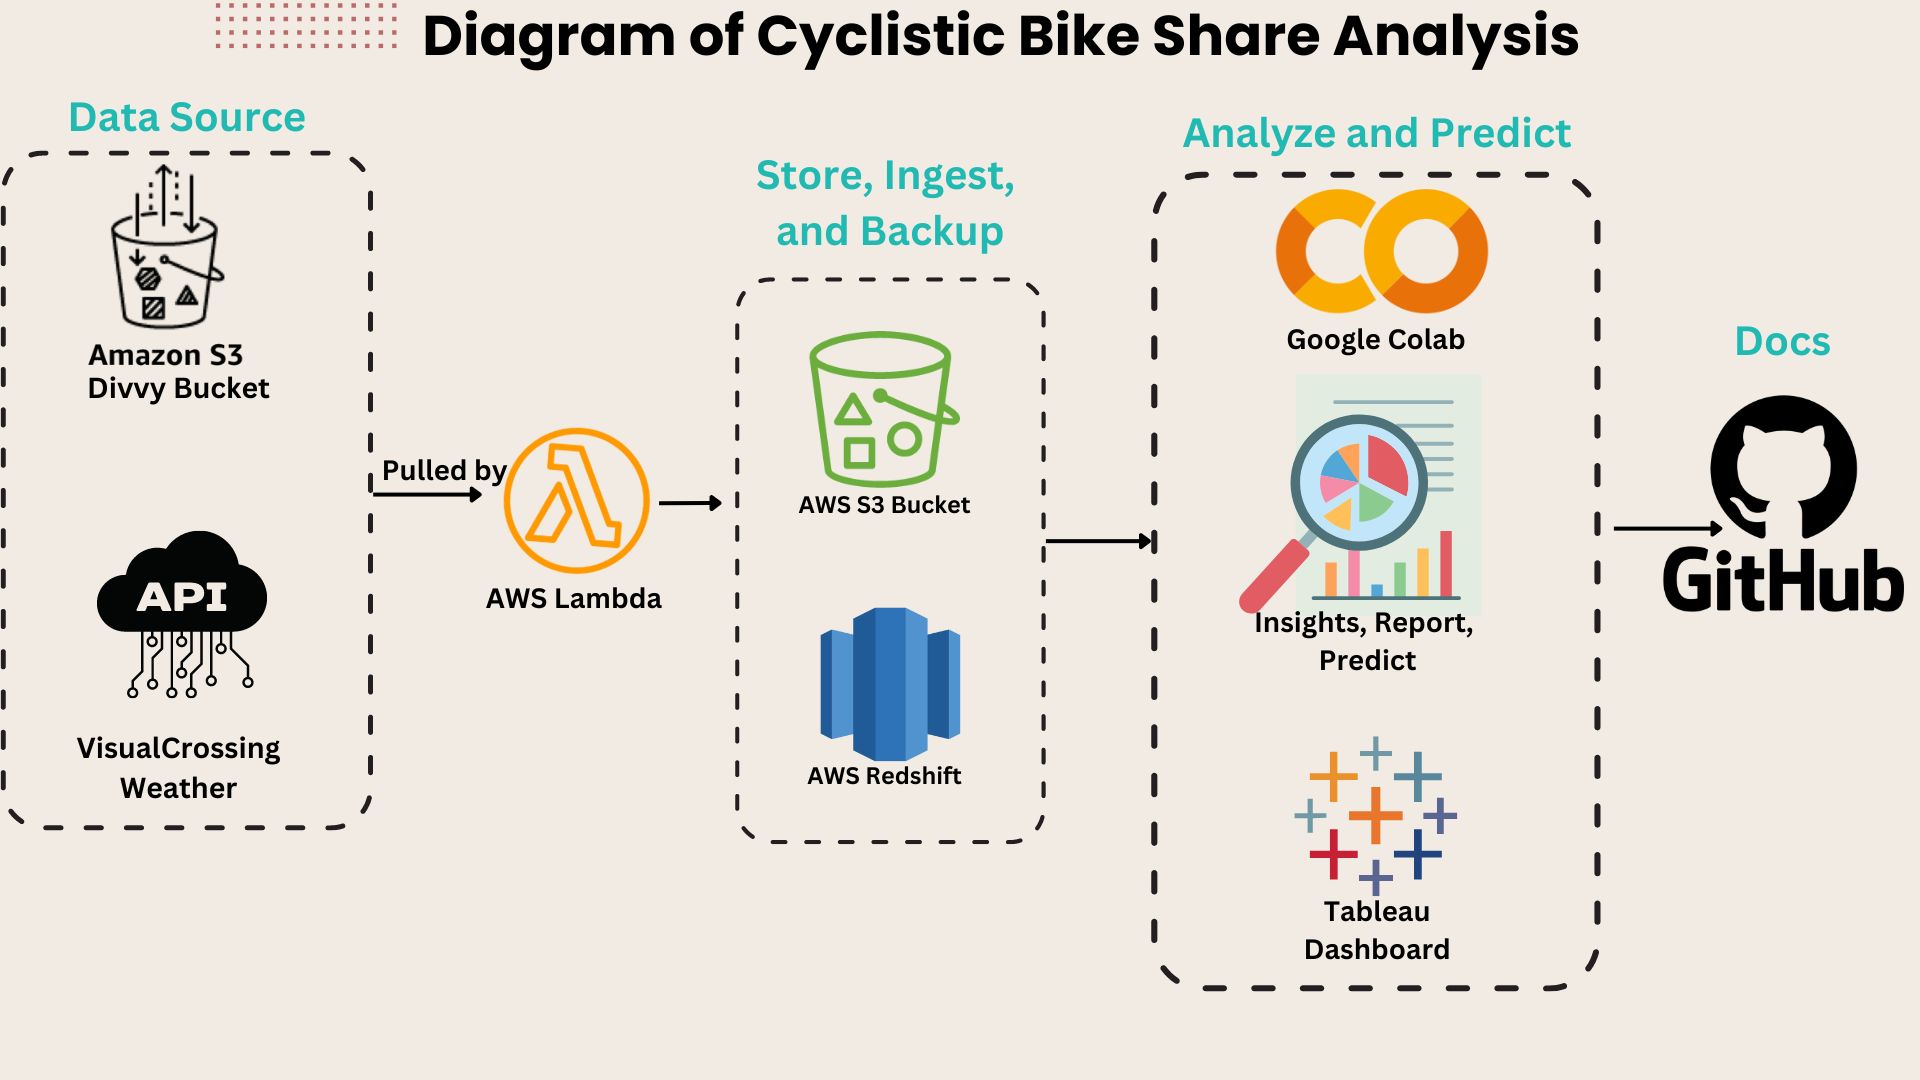 Diagram of Cyclistic Bike Share Analysis
Data Source
Amazon S3
Divvy Bucket
API
VisualCrossing
Weather
Pulled by
AWS Lambda
Store, Ingest,
and Backup
AWS S3 Bucket
AWS Redshift
Analyze and Predict
Google Colab
Insights, Report,
Predict
Tableau
Dashboard
Docs
GitHub